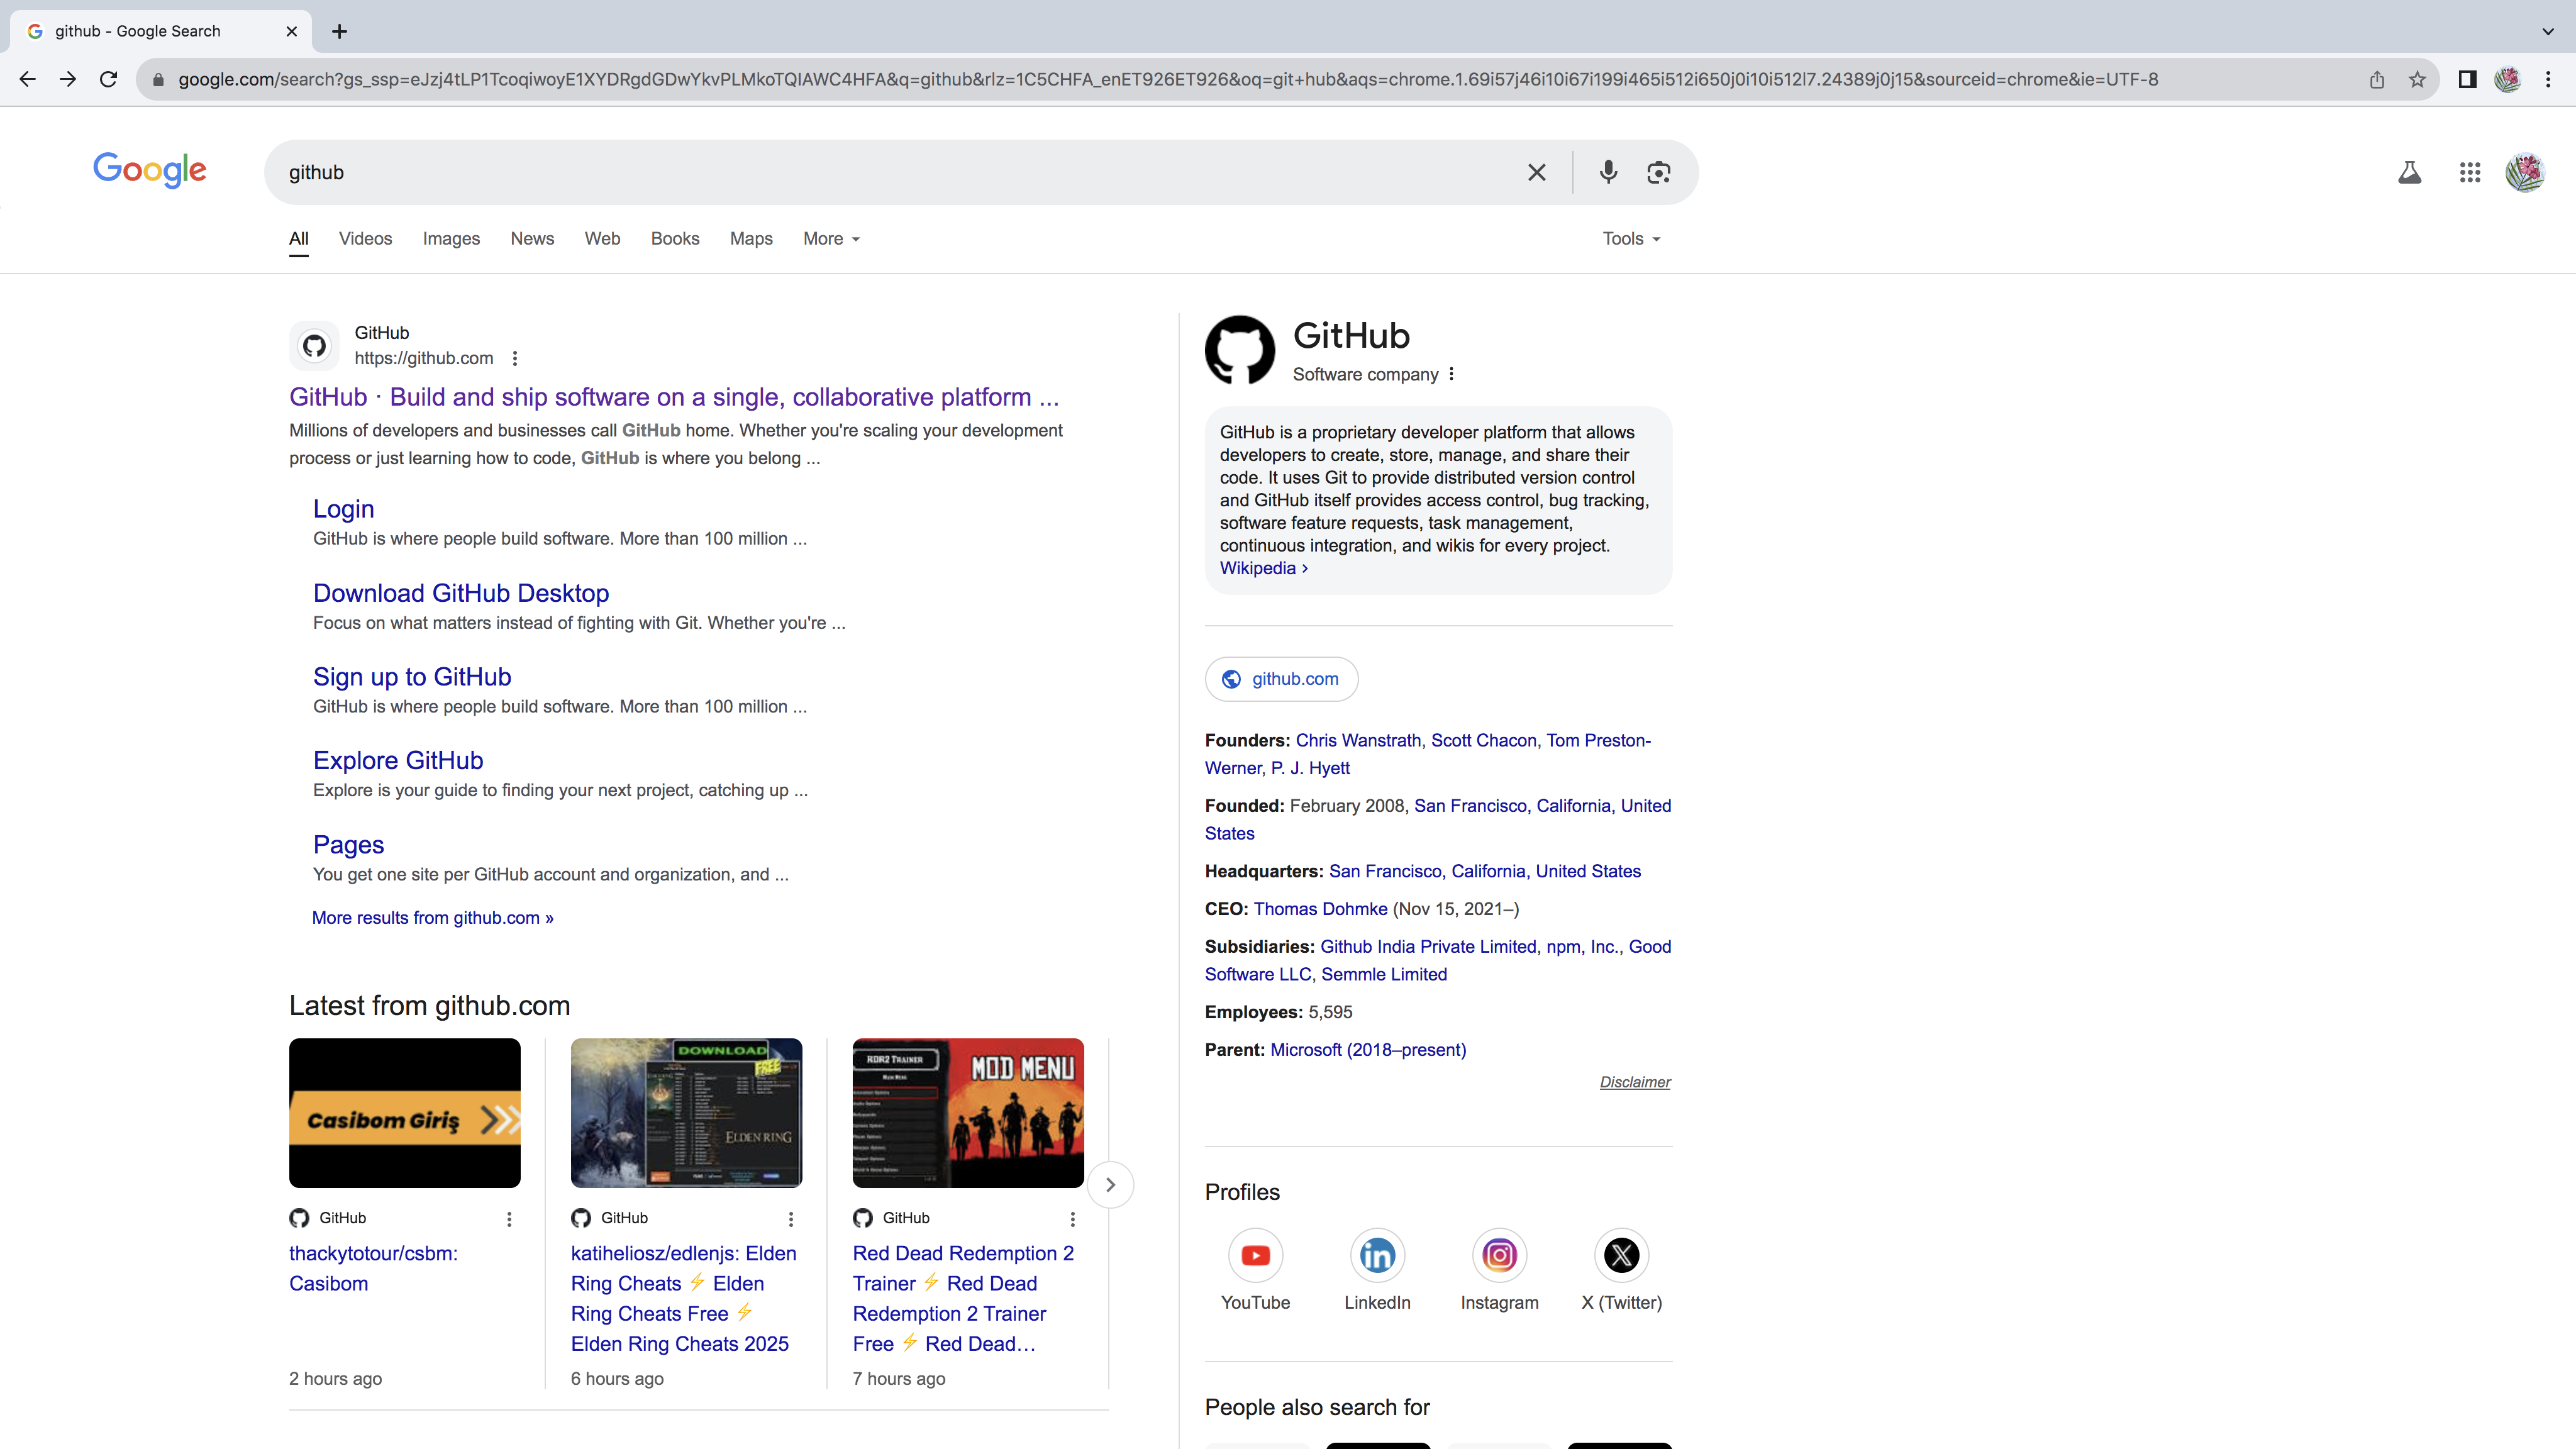 github - Google Search
google.com/search?gs_ssp=eJzj4tLP1TcoqiwoyE1XYDRgdGDwYkvPLMkoTQIAWC4HFA&q=github&rlz=1C5CHFA_enET926ET926&oq=git+hub&aqs=chrome.1.69i57j46i10i67i199i465i512i650j0i10i512l7.24389j0j15&sourceid=chrome&ie=UTF-8
Google
github
All
Videos
Images
News
Web
Books
Maps
More
Tools
GitHub
https://github.com
GitHub · Build and ship software on a single, collaborative platform ...
Millions of developers and businesses call GitHub home. Whether you're scaling your development
process or just learning how to code, GitHub is where you belong ...
Login
GitHub is where people build software. More than 100 million ...
Download GitHub Desktop
Focus on what matters instead of fighting with Git. Whether you're ...
Sign up to GitHub
GitHub is where people build software. More than 100 million ...
Explore GitHub
Explore is your guide to finding your next project, catching up ...
Pages
You get one site per GitHub account and organization, and ...
More results from github.com »
Latest from github.com
Casibom Giriş
GitHub
thackytotour/csbm:
Casibom
2 hours ago
DOWNLOAD
FREE
ELDEN RING
GitHub
katiheliosz/edlenjs: Elden
Ring Cheats ⚡ Elden
Ring Cheats Free ⚡
Elden Ring Cheats 2025
6 hours ago
RDR2 TRAINER
MAIN MENU
MOD MENU
GitHub
Red Dead Redemption 2
Trainer ⚡ Red Dead
Redemption 2 Trainer
Free ⚡ Red Dead…
7 hours ago
GitHub
Software company
GitHub is a proprietary developer platform that allows
developers to create, store, manage, and share their
code. It uses Git to provide distributed version control
and GitHub itself provides access control, bug tracking,
software feature requests, task management,
continuous integration, and wikis for every project.
Wikipedia ›
github.com
Founders: Chris Wanstrath, Scott Chacon, Tom Preston-
Werner, P. J. Hyett
Founded: February 2008, San Francisco, California, United
States
Headquarters: San Francisco, California, United States
CEO: Thomas Dohmke (Nov 15, 2021–)
Subsidiaries: Github India Private Limited, npm, Inc., Good
Software LLC, Semmle Limited
Employees: 5,595
Parent: Microsoft (2018–present)
Disclaimer
Profiles
YouTube
LinkedIn
Instagram
X (Twitter)
People also search for